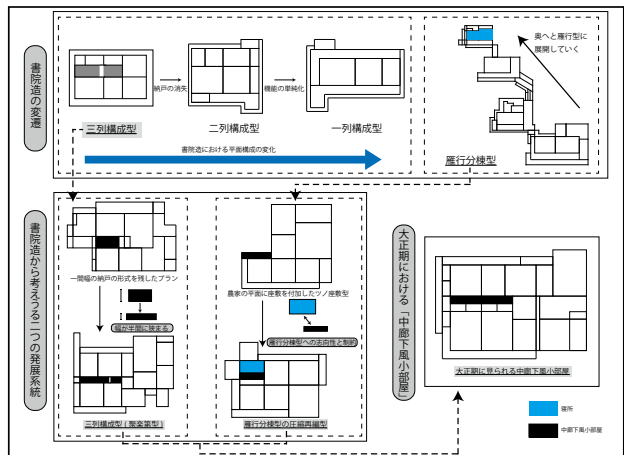 書院造の変遷
納戸の消失
機能の単純化
奥へと雁行型に
展開していく
三列構成型
二列構成型
一列構成型
雁行分棟型
書院造における平面構成の変化
書院造から考えうる二つの発展系統
一間幅の納戸の形式を残したプラン
幅が半間に狭まる
三列構成型(聚楽第型)
農家の平面に座敷を付加したツノ座敷型
雁行分棟型への志向性と制約
雁行分棟型の圧縮再編型
大正期における「中廊下風小部屋」
大正期に見られる中廊下風小部屋
寝所
中廊下風小部屋